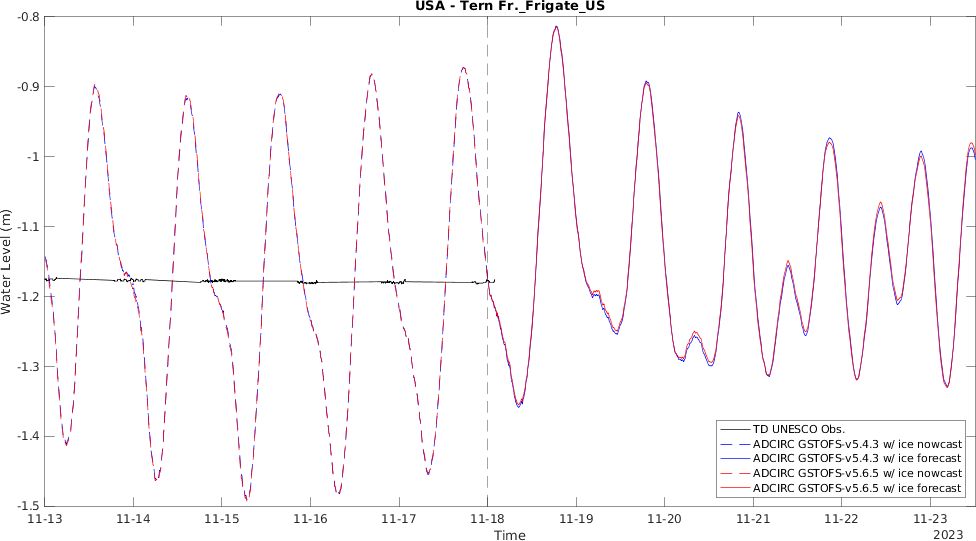 USA - Tern Fr._Frigate_US
-0.8
-0.9
-1
-1.1
-1.2
-1.3
-1.4
-1.5
Water Level (m)
11-13 11-14 11-15 11-16 11-17 11-18 11-19 11-20 11-21 11-22 11-23
Time
2023
TD UNESCO Obs.
ADCIRC GSTOFS-v5.4.3 w/ ice nowcast
ADCIRC GSTOFS-v5.4.3 w/ ice forecast
ADCIRC GSTOFS-v5.6.5 w/ ice nowcast
ADCIRC GSTOFS-v5.6.5 w/ ice forecast